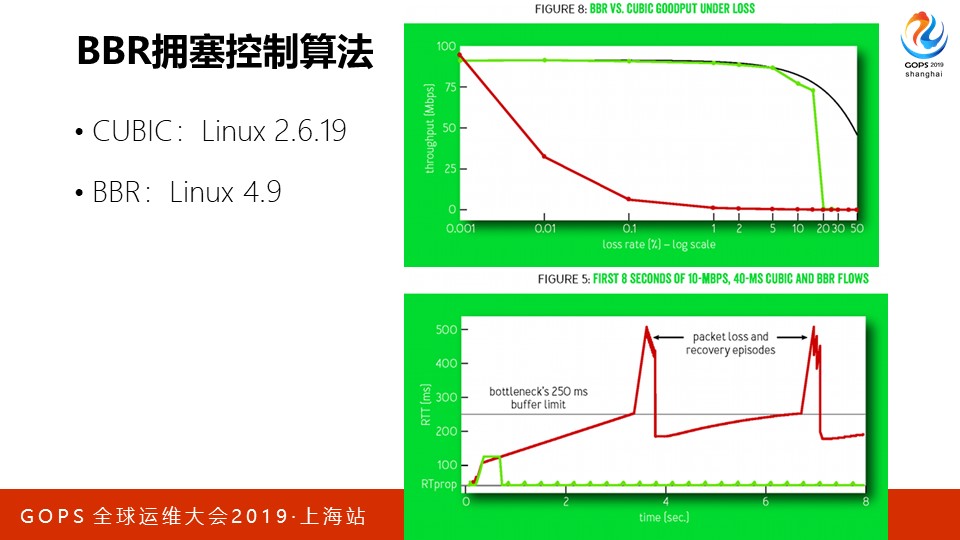 BBR拥塞控制算法
• CUBIC：Linux 2.6.19
• BBR：Linux 4.9
FIGURE 8: BBR VS. CUBIC GOODPUT UNDER LOSS
throughput (Mbps)
100
75
50
25
0
0.001 0.01 0.1 1 2 5 10 20 30 50
loss rate (%) – log scale
GOPS 2019
shanghai
FIGURE 5: FIRST 8 SECONDS OF 10-MBPS, 40-MS CUBIC AND BBR FLOWS
RTT (ms)
500
400
300
200
100
RTprop
packet loss and
recovery episodes
bottleneck's 250 ms
buffer limit
0 2 4 6 8
time (sec.)
GOPS 全球运维大会2019·上海站